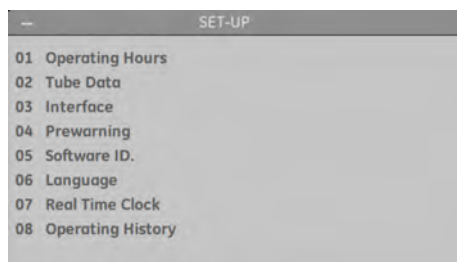 SET-UP
01 Operating Hours
02 Tube Data
03 Interface
04 Prewarning
05 Software ID.
06 Language
07 Real Time Clock
08 Operating History